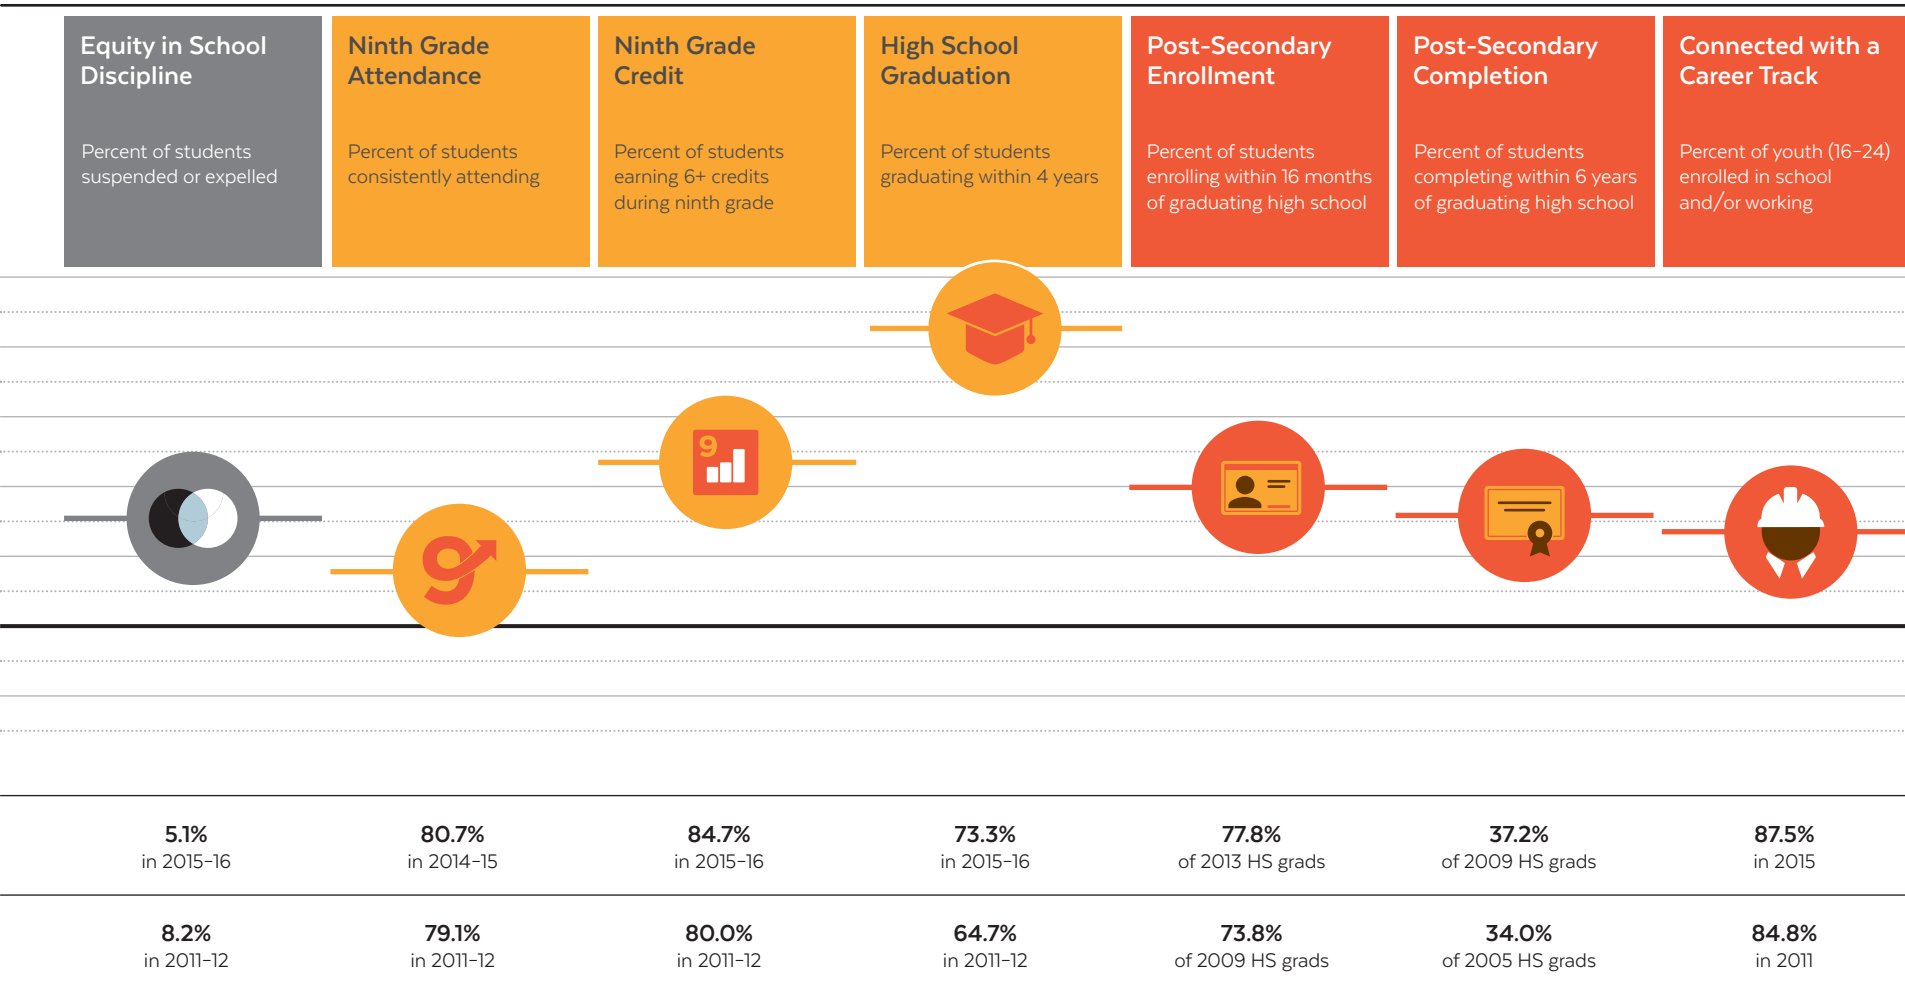 Equity in School
Discipline
Percent of students
suspended or expelled
Ninth Grade
Attendance
Percent of students
consistently attending
Ninth Grade
Credit
Percent of students
earning 6+ credits
during ninth grade
High School
Graduation
Percent of students
graduating within 4 years
Post-Secondary
Enrollment
Percent of students
enrolling within 16 months
of graduating high school
Post-Secondary
Completion
Percent of students
completing within 6 years
of graduating high school
Connected with a
Career Track
Percent of youth (16-24)
enrolled in school
and/or working
9
9
5.1%
in 2015-16
80.7%
in 2014-15
84.7%
in 2015-16
73.3%
in 2015-16
77.8%
of 2013 HS grads
37.2%
of 2009 HS grads
87.5%
in 2015
8.2%
in 2011-12
79.1%
in 2011-12
80.0%
in 2011-12
64.7%
in 2011-12
73.8%
of 2009 HS grads
34.0%
of 2005 HS grads
84.8%
in 2011